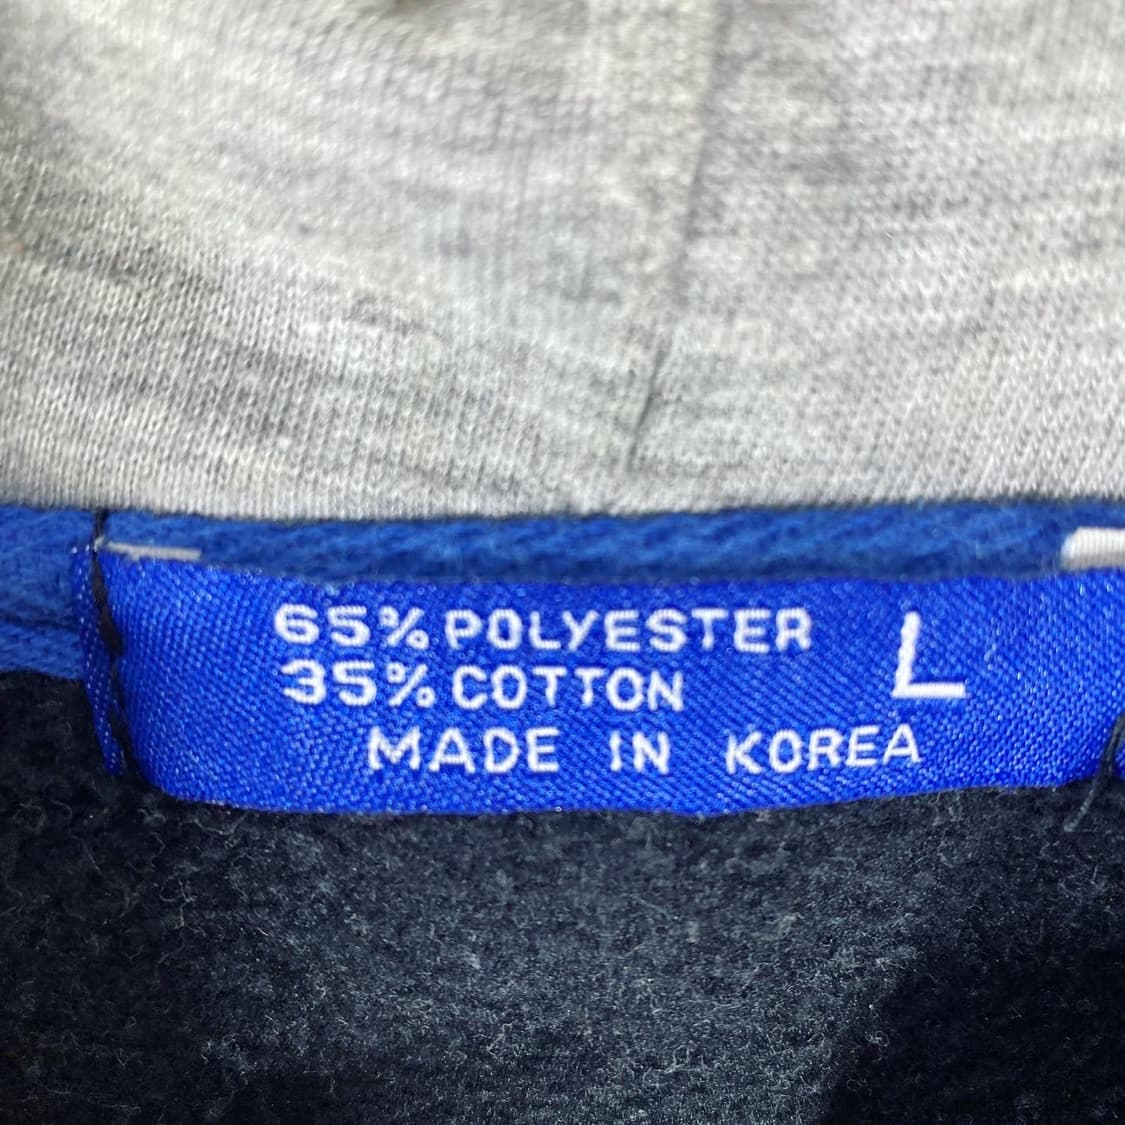 65% POLYESTER L
35% COTTON
MADE IN KOREA